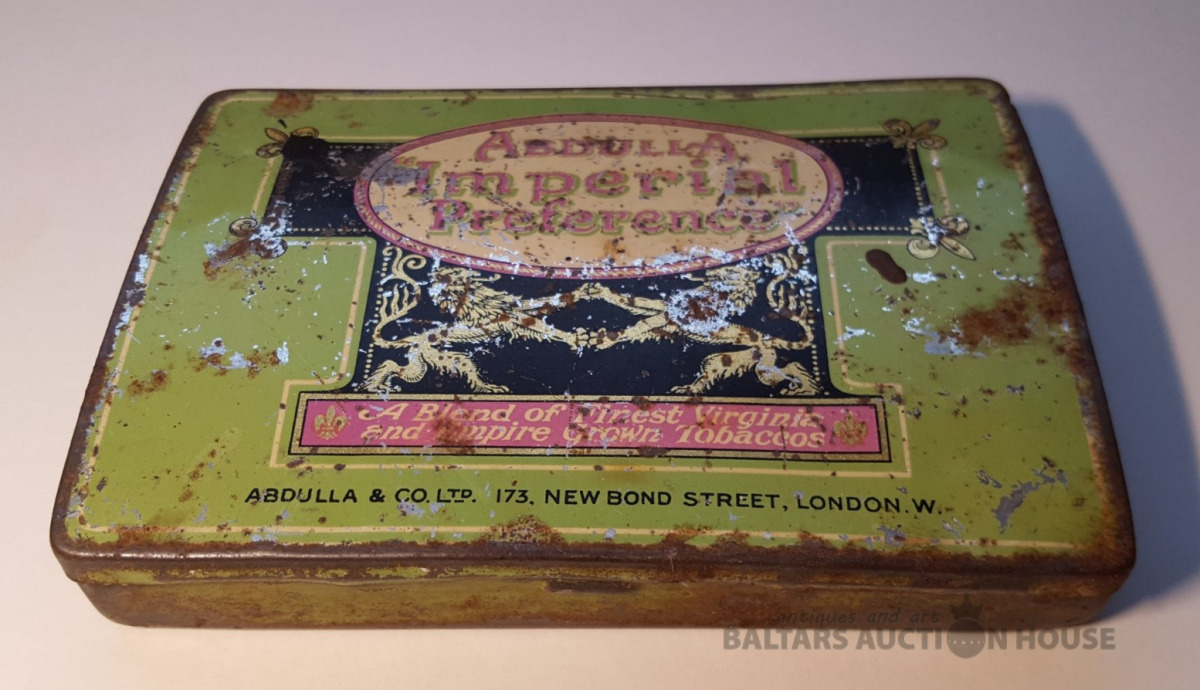 ABDULLA
"Imperial
Preference"
A Blend of Finest Virginia
and Empire Grown Tobaccos
ABDULLA & CO. LTD. 173, NEW BOND STREET, LONDON. W.
antiques and art
BALTARS AUCTION HOUSE